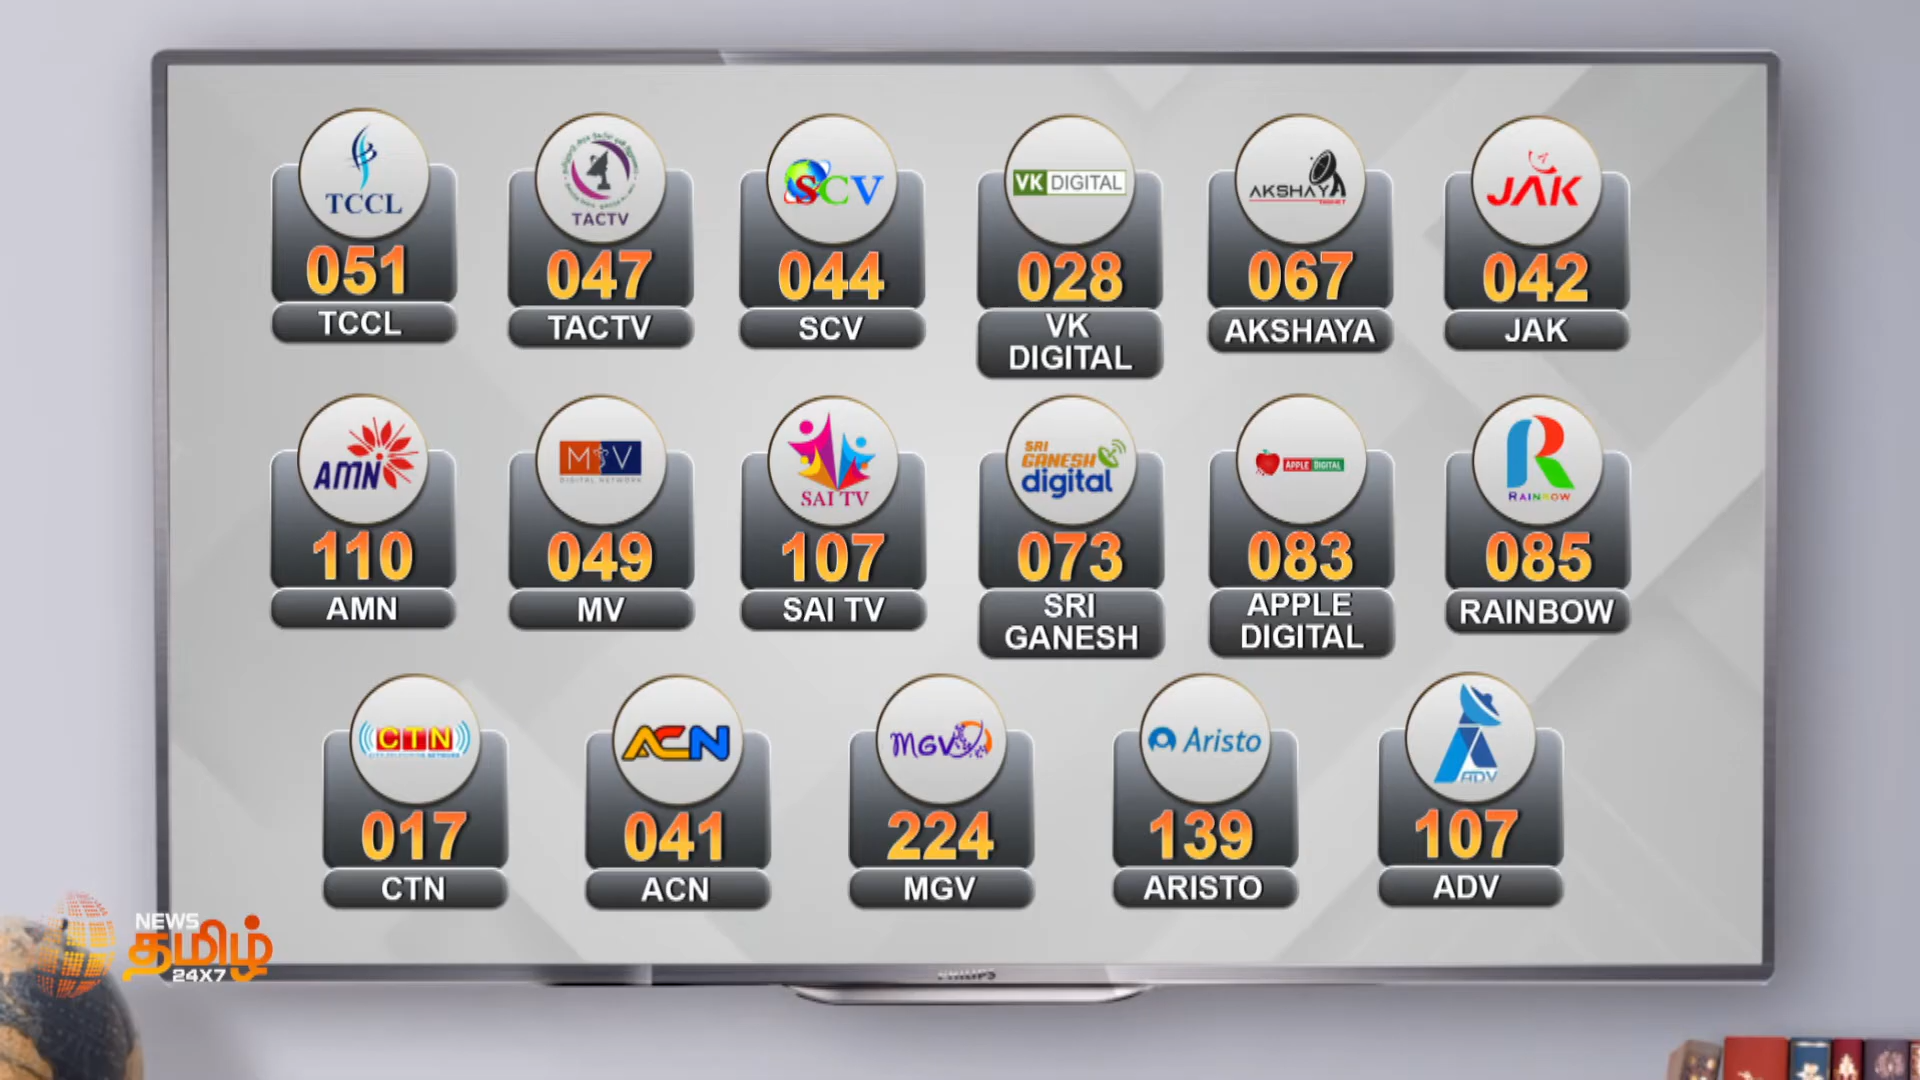 TCCL
TACTV
SCV
VK DIGITAL
AKSHAYA
JAK
051
047
044
028
067
042
TCCL
TACTV
SCV
VK
DIGITAL
AKSHAYA
JAK
AMN
MV
DIGITAL NETWORK
SAI TV
SRI
GANESH
digital
APPLE DIGITAL
RAINBOW
110
049
107
073
083
085
AMN
MV
SAI TV
SRI
GANESH
APPLE
DIGITAL
RAINBOW
CTN
ACN
MGV
Aristo
ADV
017
041
224
139
107
CTN
ACN
MGV
ARISTO
ADV
NEWS
தமிழ்
24X7
PHILIPS